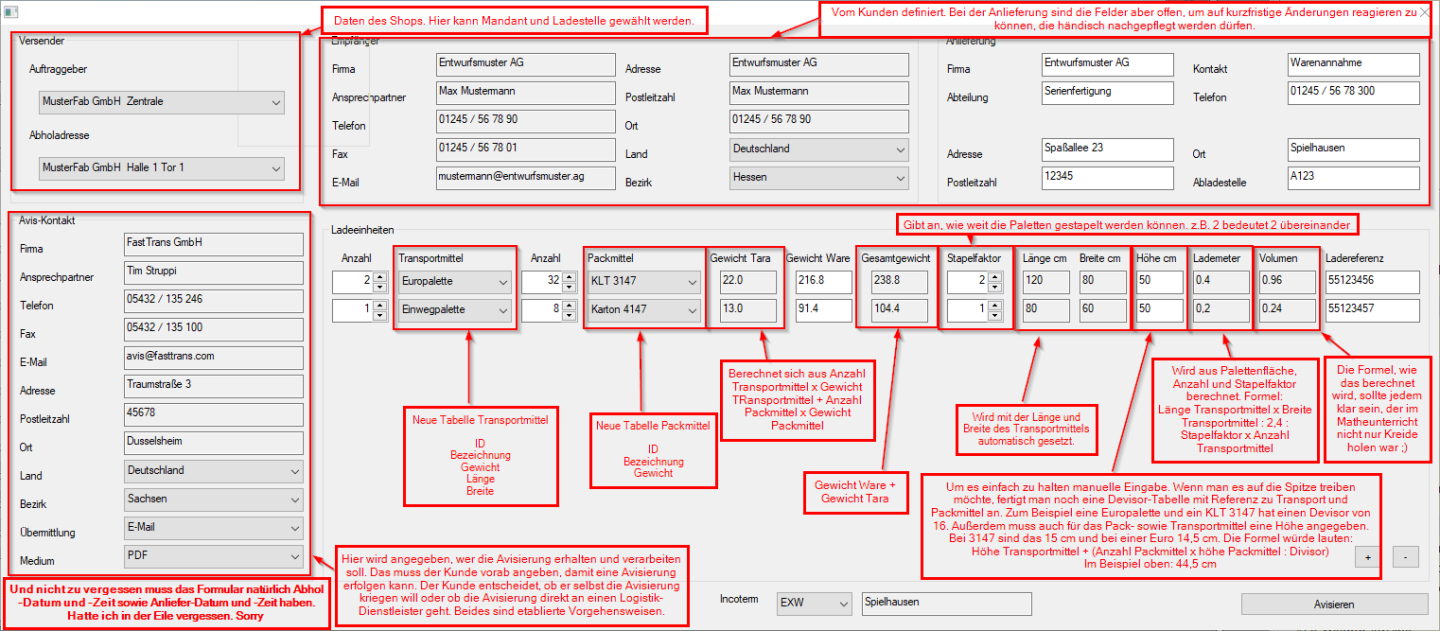 Daten des Shops. Hier kann Mandant und Ladestelle gewählt werden.
Vom Kunden definiert. Bei der Anlieferung sind die Felder aber offen, um auf kurzfristige Änderungen reagieren zu
können, die händisch nachgepflegt werden dürfen.
Versender
Auftraggeber
MusterFab GmbH Zentrale
Abholadresse
MusterFab GmbH Halle 1 Tor 1
Empfänger
Firma
Entwurfsmuster AG
Adresse
Entwurfsmuster AG
Ansprechpartner
Max Mustermann
Postleitzahl
Max Mustermann
Telefon
01245 / 56 78 90
Ort
01245 / 56 78 90
Fax
01245 / 56 78 01
Land
Deutschland
E-Mail
mustermann@entwurfsmuster.ag
Bezirk
Hessen
Anlieferung
Firma
Entwurfsmuster AG
Kontakt
Warenannahme
Abteilung
Serienfertigung
Telefon
01245 / 56 78 300
Adresse
Spaßallee 23
Ort
Spielhausen
Postleitzahl
12345
Abladestelle
A123
Avis-Kontakt
Firma
FastTrans GmbH
Ansprechpartner
Tim Struppi
Telefon
05432 / 135 246
Fax
05432 / 135 100
E-Mail
avis@fasttrans.com
Adresse
Traumstraße 3
Postleitzahl
45678
Ort
Dusselsheim
Land
Deutschland
Bezirk
Sachsen
Übermittlung
E-Mail
Medium
PDF
Und nicht zu vergessen muss das Formular natürlich Abhol
-Datum und -Zeit sowie Anliefer-Datum und -Zeit haben.
Hatte ich in der Eile vergessen. Sorry
Gibt an, wie weit die Paletten gestapelt werden können. z.B. 2 bedeutet 2 übereinander
Ladeeinheiten
Anzahl Transportmittel Anzahl Packmittel Gewicht Tara Gewicht Ware Gesamtgewicht Stapelfaktor Länge cm Breite cm Höhe cm Lademeter Volumen Ladereferenz
2 Europalette 32 KLT 3147 22.0 216.8 238.8 2 120 80 50 0.4 0.96 55123456
1 Einwegpalette 8 Karton 4147 13.0 91.4 104.4 1 80 60 50 0,2 0.24 55123457
Neue Tabelle Transportmittel
ID
Bezeichnung
Gewicht
Länge
Breite
Neue Tabelle Packmittel
ID
Bezeichnung
Gewicht
Berechnet sich aus Anzahl
Transportmittel x Gewicht
TRansportmittel + Anzahl
Packmittel x Gewicht
Packmittel
Gewicht Ware +
Gewicht Tara
Wird mit der Länge und
Breite des Transportmittels
automatisch gesetzt.
Wird aus Palettenfläche,
Anzahl und Stapelfaktor
berechnet. Formel:
Länge Transportmittel x Breite
Transportmittel : 2,4 :
Stapelfaktor x Anzahl
Transportmittel
Die Formel, wie
das berechnet
wird, sollte jedem
klar sein, der im
Matheunterricht
nicht nur Kreide
holen war ;)
Um es einfach zu halten manuelle Eingabe. Wenn man es auf die Spitze treiben
möchte, fertigt man noch eine Devisor-Tabelle mit Referenz zu Transport und
Packmittel an. Zum Beispiel eine Europalette und ein KLT 3147 hat einen Devisor von
16. Außerdem muss auch für das Pack- sowie Transportmittel eine Höhe angegeben.
Bei 3147 sind das 15 cm und bei einer Euro 14,5 cm. Die Formel würde lauten:
Höhe Transportmittel + (Anzahl Packmittel x höhe Packmittel : Divisor)
Im Beispiel oben: 44,5 cm
+
-
Hier wird angegeben, wer die Avisierung erhalten und verarbeiten
soll. Das muss der Kunde vorab angeben, damit eine Avisierung
erfolgen kann. Der Kunde entscheidet, ob er selbst die Avisierung
kriegen will oder ob die Avisierung direkt an einen Logistik-
Dienstleister geht. Beides sind etablierte Vorgehensweisen.
Incoterm
EXW
Spielhausen
Avisieren